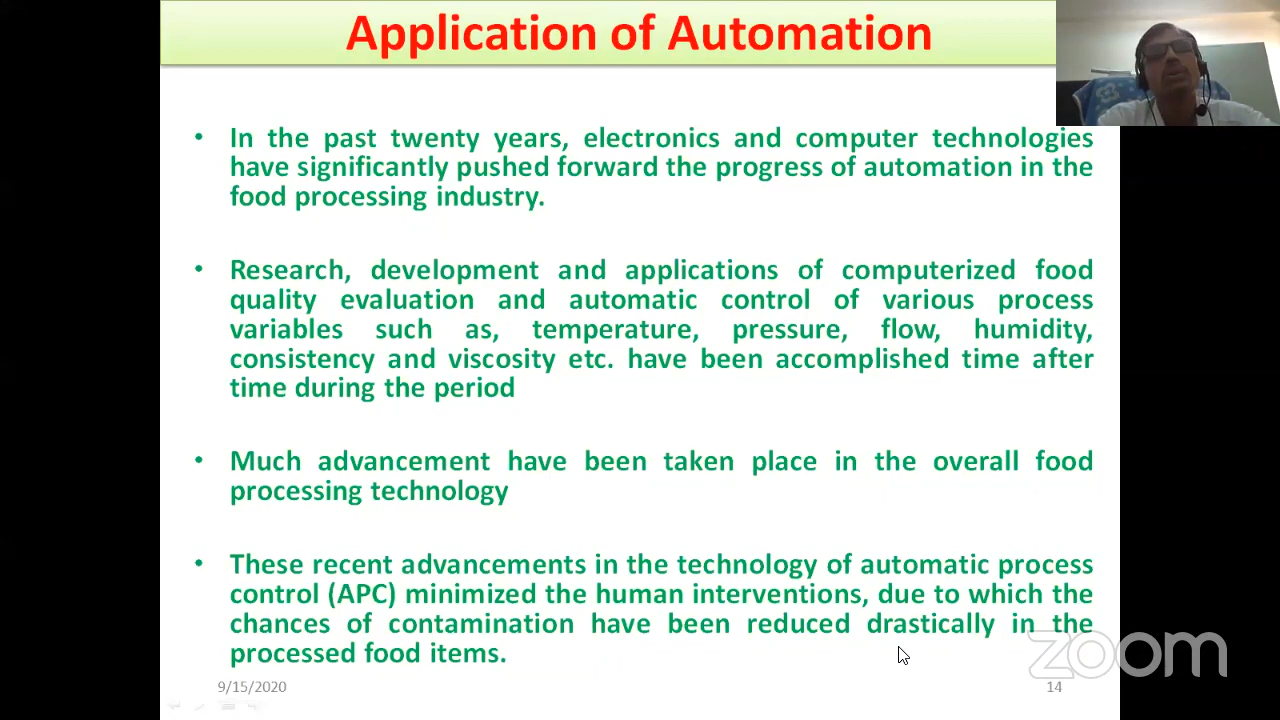 Application of Automation
• In the past twenty years, electronics and computer technologies
have significantly pushed forward the progress of automation in the
food processing industry.
• Research, development and applications of computerized food
quality evaluation and automatic control of various process
variables such as, temperature, pressure, flow, humidity,
consistency and viscosity etc. have been accomplished time after
time during the period
• Much advancement have been taken place in the overall food
processing technology
• These recent advancements in the technology of automatic process
control (APC) minimized the human interventions, due to which the
chances of contamination have been reduced drastically in the
processed food items.
zoom
9/15/2020
14